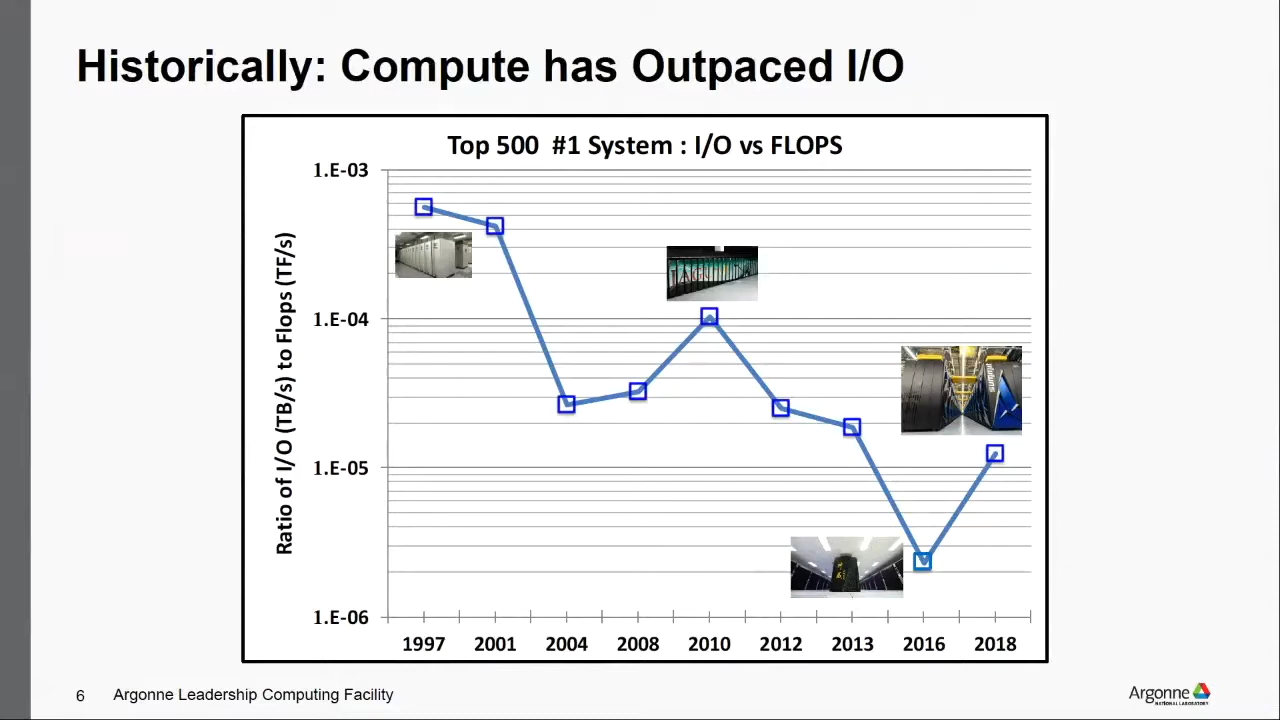 Historically: Compute has Outpaced I/O
Top 500 #1 System : I/O vs FLOPS
Ratio of I/O (TB/s) to Flops (TF/s)
1.E-03
1.E-04
1.E-05
1.E-06
1997 2001 2004 2008 2010 2012 2013 2016 2018
6 Argonne Leadership Computing Facility
Argonne
NATIONAL LABORATORY